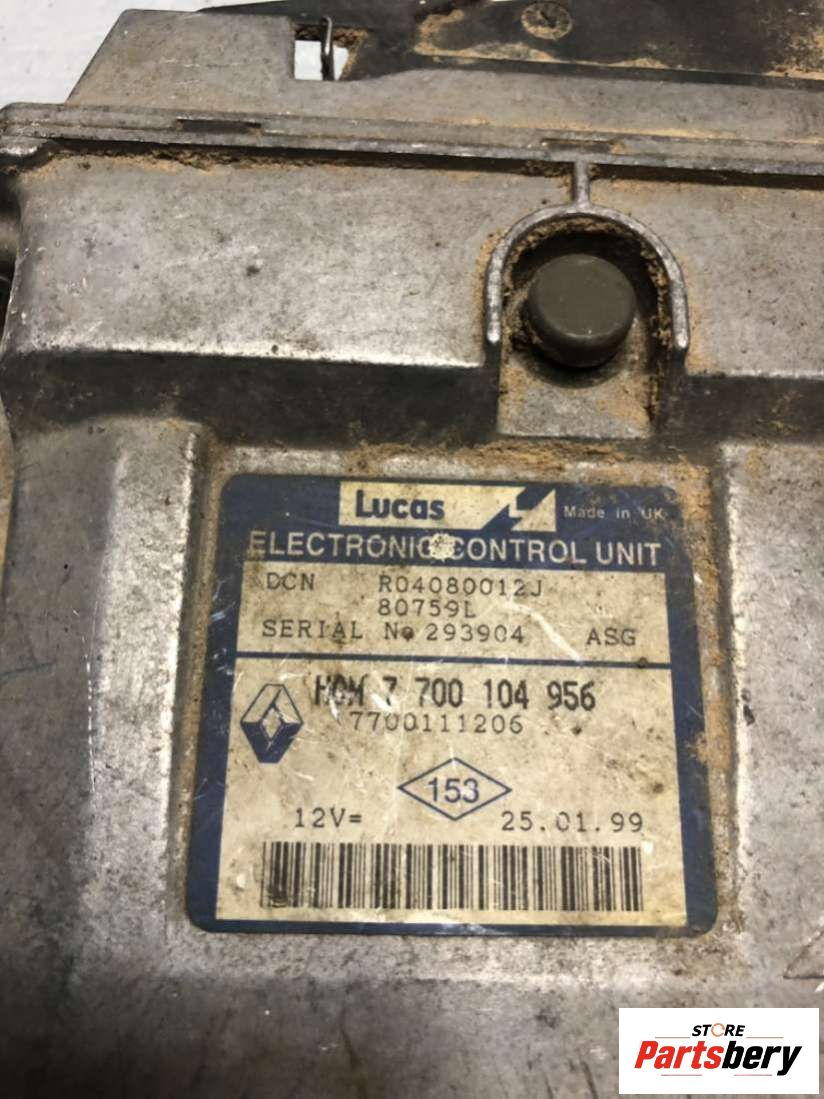 Lucas Made in UK
ELECTRONIC CONTROL UNIT
DCN R04080012J
80759L
SERIAL No 293904 ASG
HOM 7 700 104 956
7700111206
153
12V= 25.01.99
STORE
Partsbery